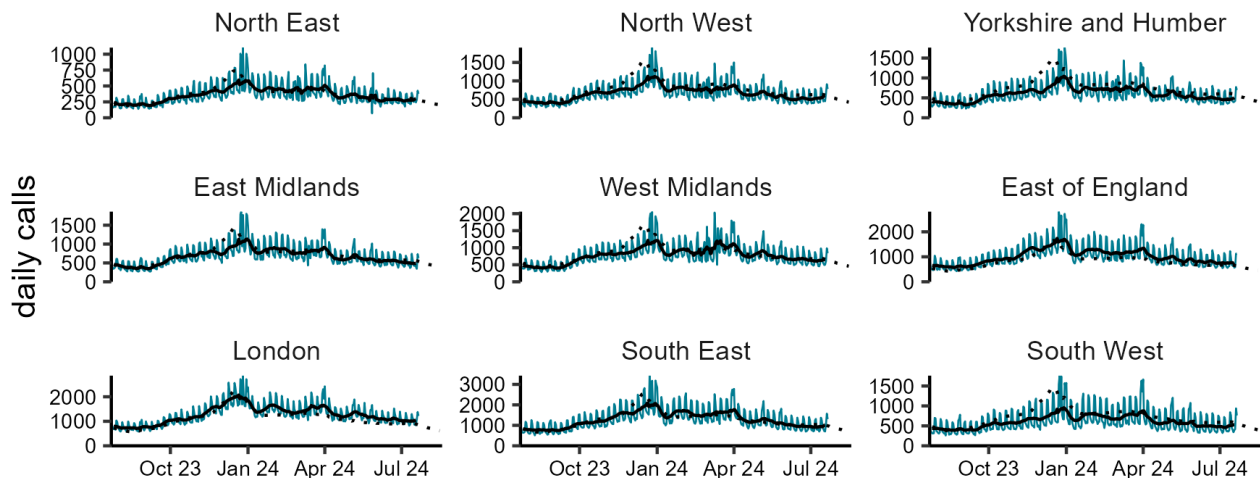 North East
North West
Yorkshire and Humber
1000
750
500
250
0
1500
1000
500
0
1500
1000
500
0
daily calls
East Midlands
West Midlands
East of England
1500
1000
500
0
2000
1500
1000
500
0
2000
1000
0
London
South East
South West
2000
1000
0
3000
2000
1000
0
1500
1000
500
0
Oct 23 Jan 24 Apr 24 Jul 24
Oct 23 Jan 24 Apr 24 Jul 24
Oct 23 Jan 24 Apr 24 Jul 24